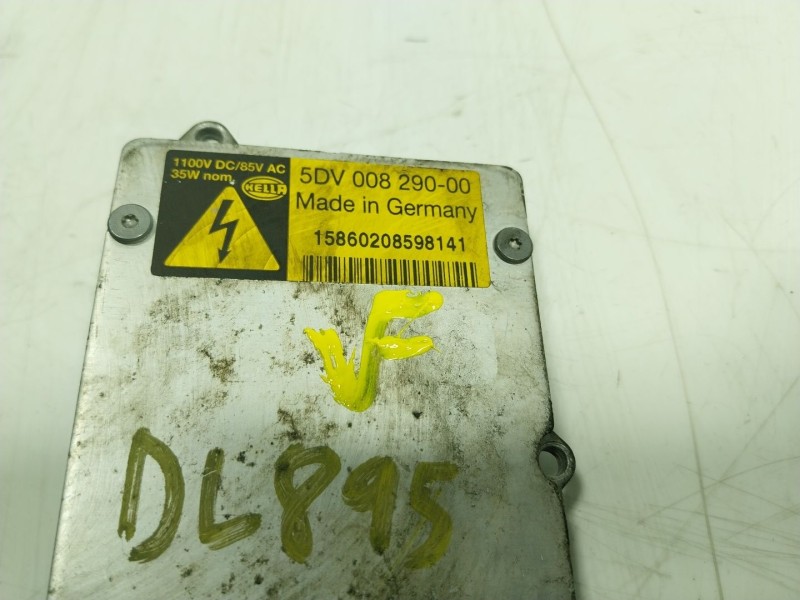 1100V DC/85V AC
35W nom.
HELLA
5DV 008 290-00
Made in Germany
15860208598141
VF
DL895